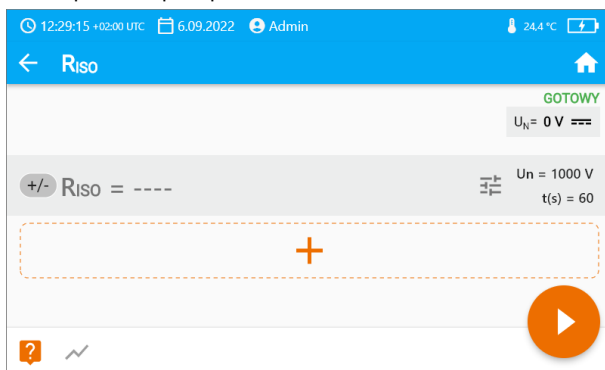 12:29:15 +02:00 UTC 6.09.2022 Admin 24,4 °C
RISO
GOTOWY
UN= 0 V
+/- RISO = ----
Un = 1000 V
t(s) = 60
+
?